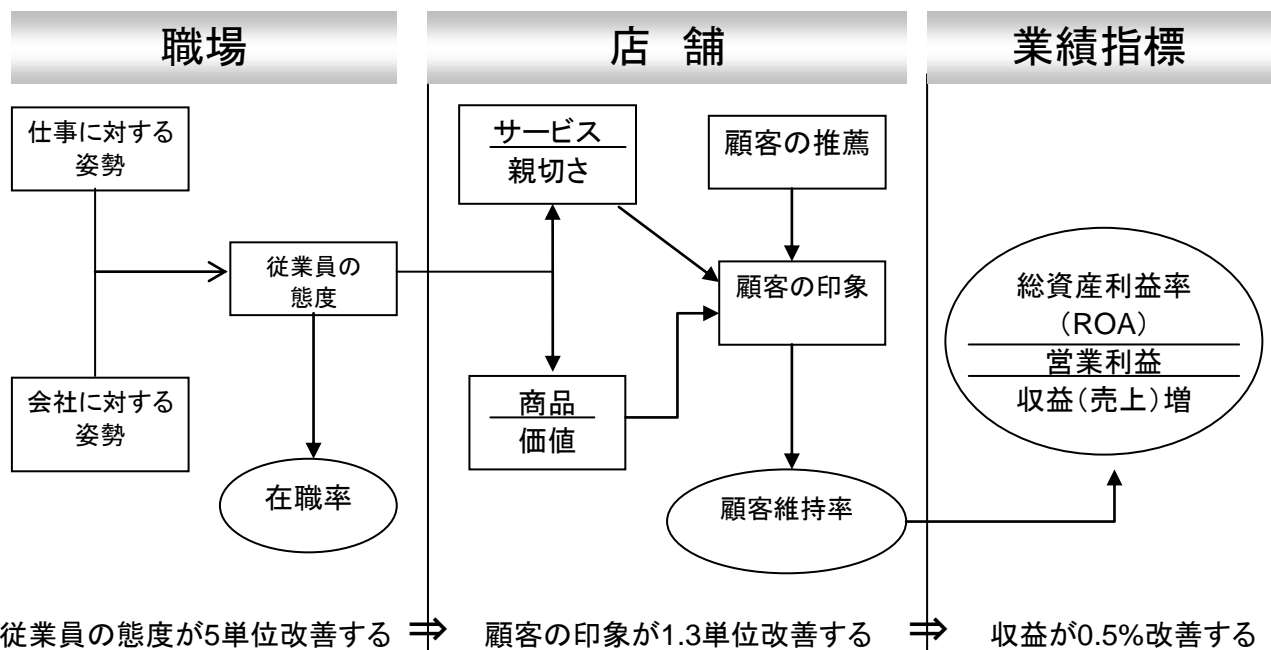 職場
店 舗
業績指標
仕事に対する
姿勢
会社に対する
姿勢
従業員の
態度
在職率
サービス
親切さ
商品
価値
顧客の推薦
顧客の印象
顧客維持率
総資産利益率
（ROA）
営業利益
収益（売上）増
従業員の態度が5単位改善する ⇒ 顧客の印象が1.3単位改善する ⇒ 収益が0.5%改善する